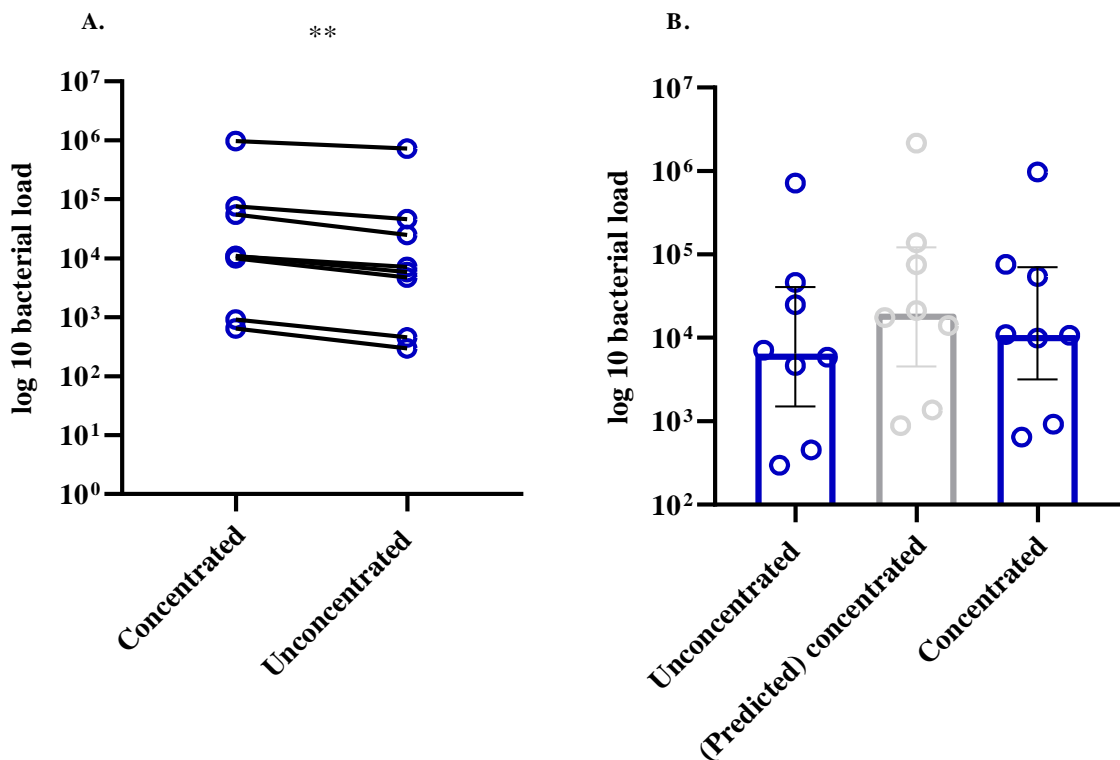 A.
**
log 10 bacterial load
10⁷
10⁶
10⁵
10⁴
10³
10²
10¹
10⁰
Concentrated
Unconcentrated
B.
log 10 bacterial load
10⁷
10⁶
10⁵
10⁴
10³
10²
Unconcentrated
(Predicted) concentrated
Concentrated